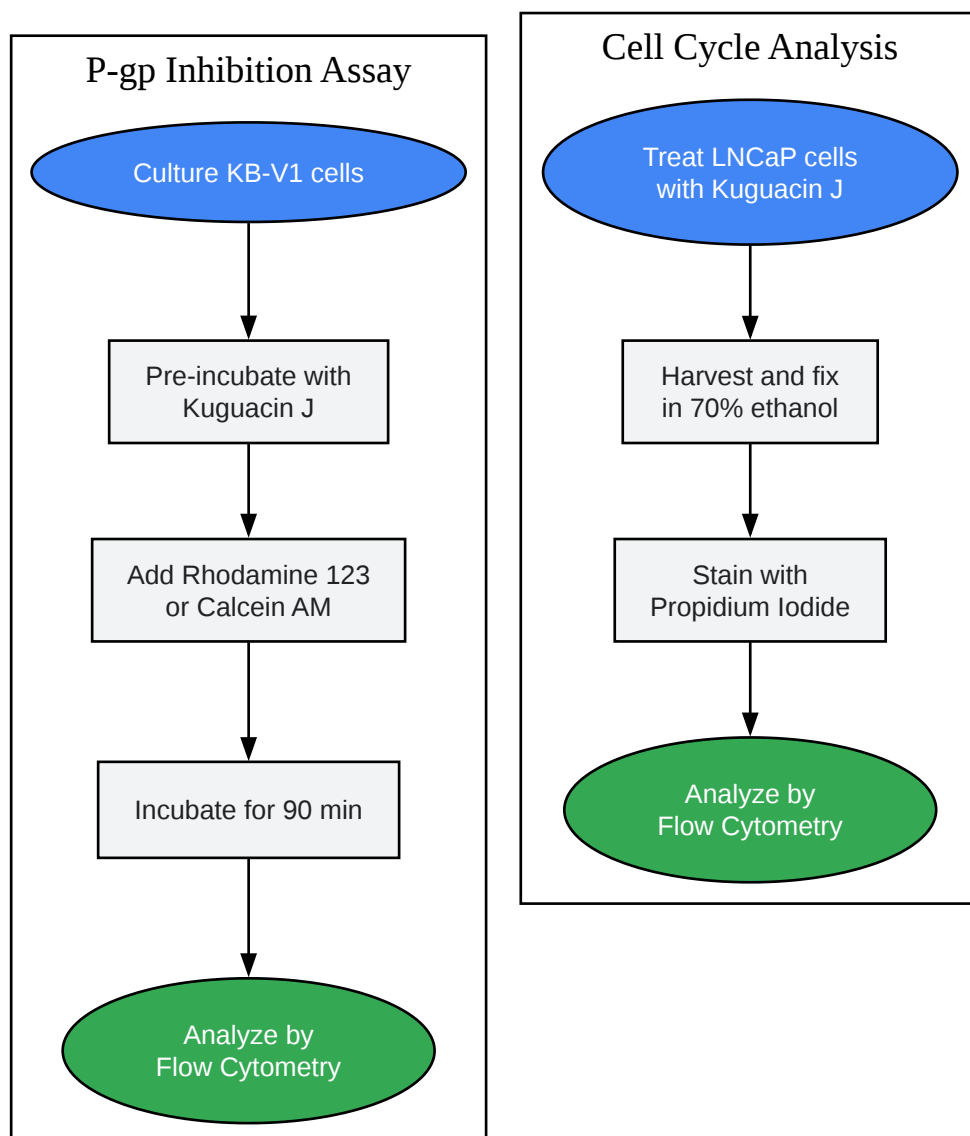 P-gp Inhibition Assay
Culture KB-V1 cells
Pre-incubate with
Kuguacin J
Add Rhodamine 123
or Calcein AM
Incubate for 90 min
Analyze by
Flow Cytometry
Cell Cycle Analysis
Treat LNCaP cells
with Kuguacin J
Harvest and fix
in 70% ethanol
Stain with
Propidium Iodide
Analyze by
Flow Cytometry